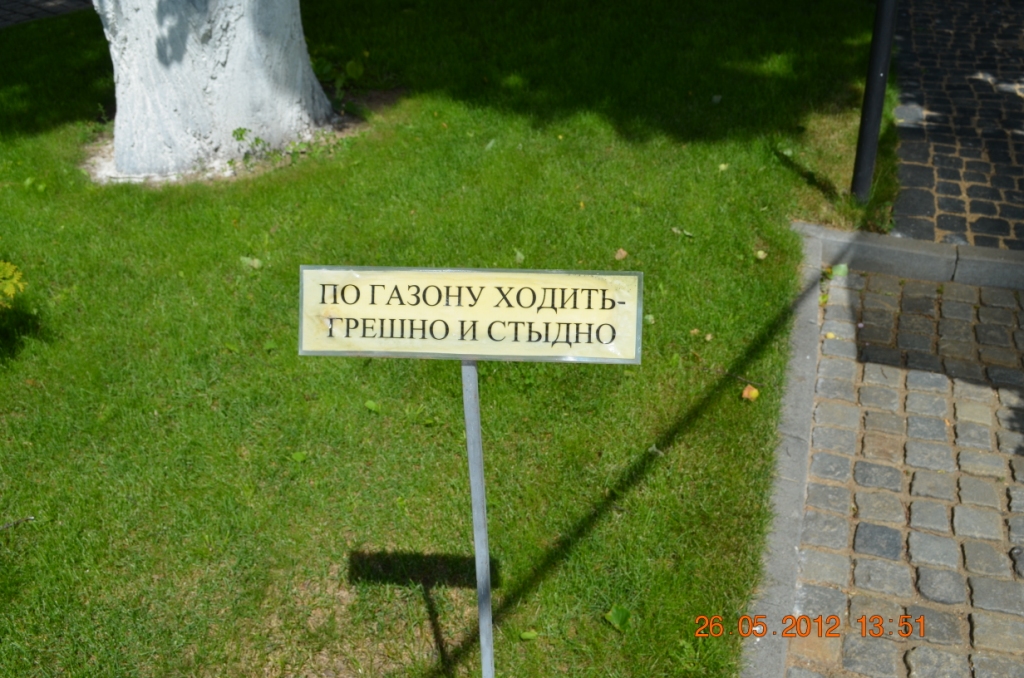 ПО ГАЗОНУ ХОДИТЬ-
ГРЕШНО И СТЫДНО
26 05.2012 13:51